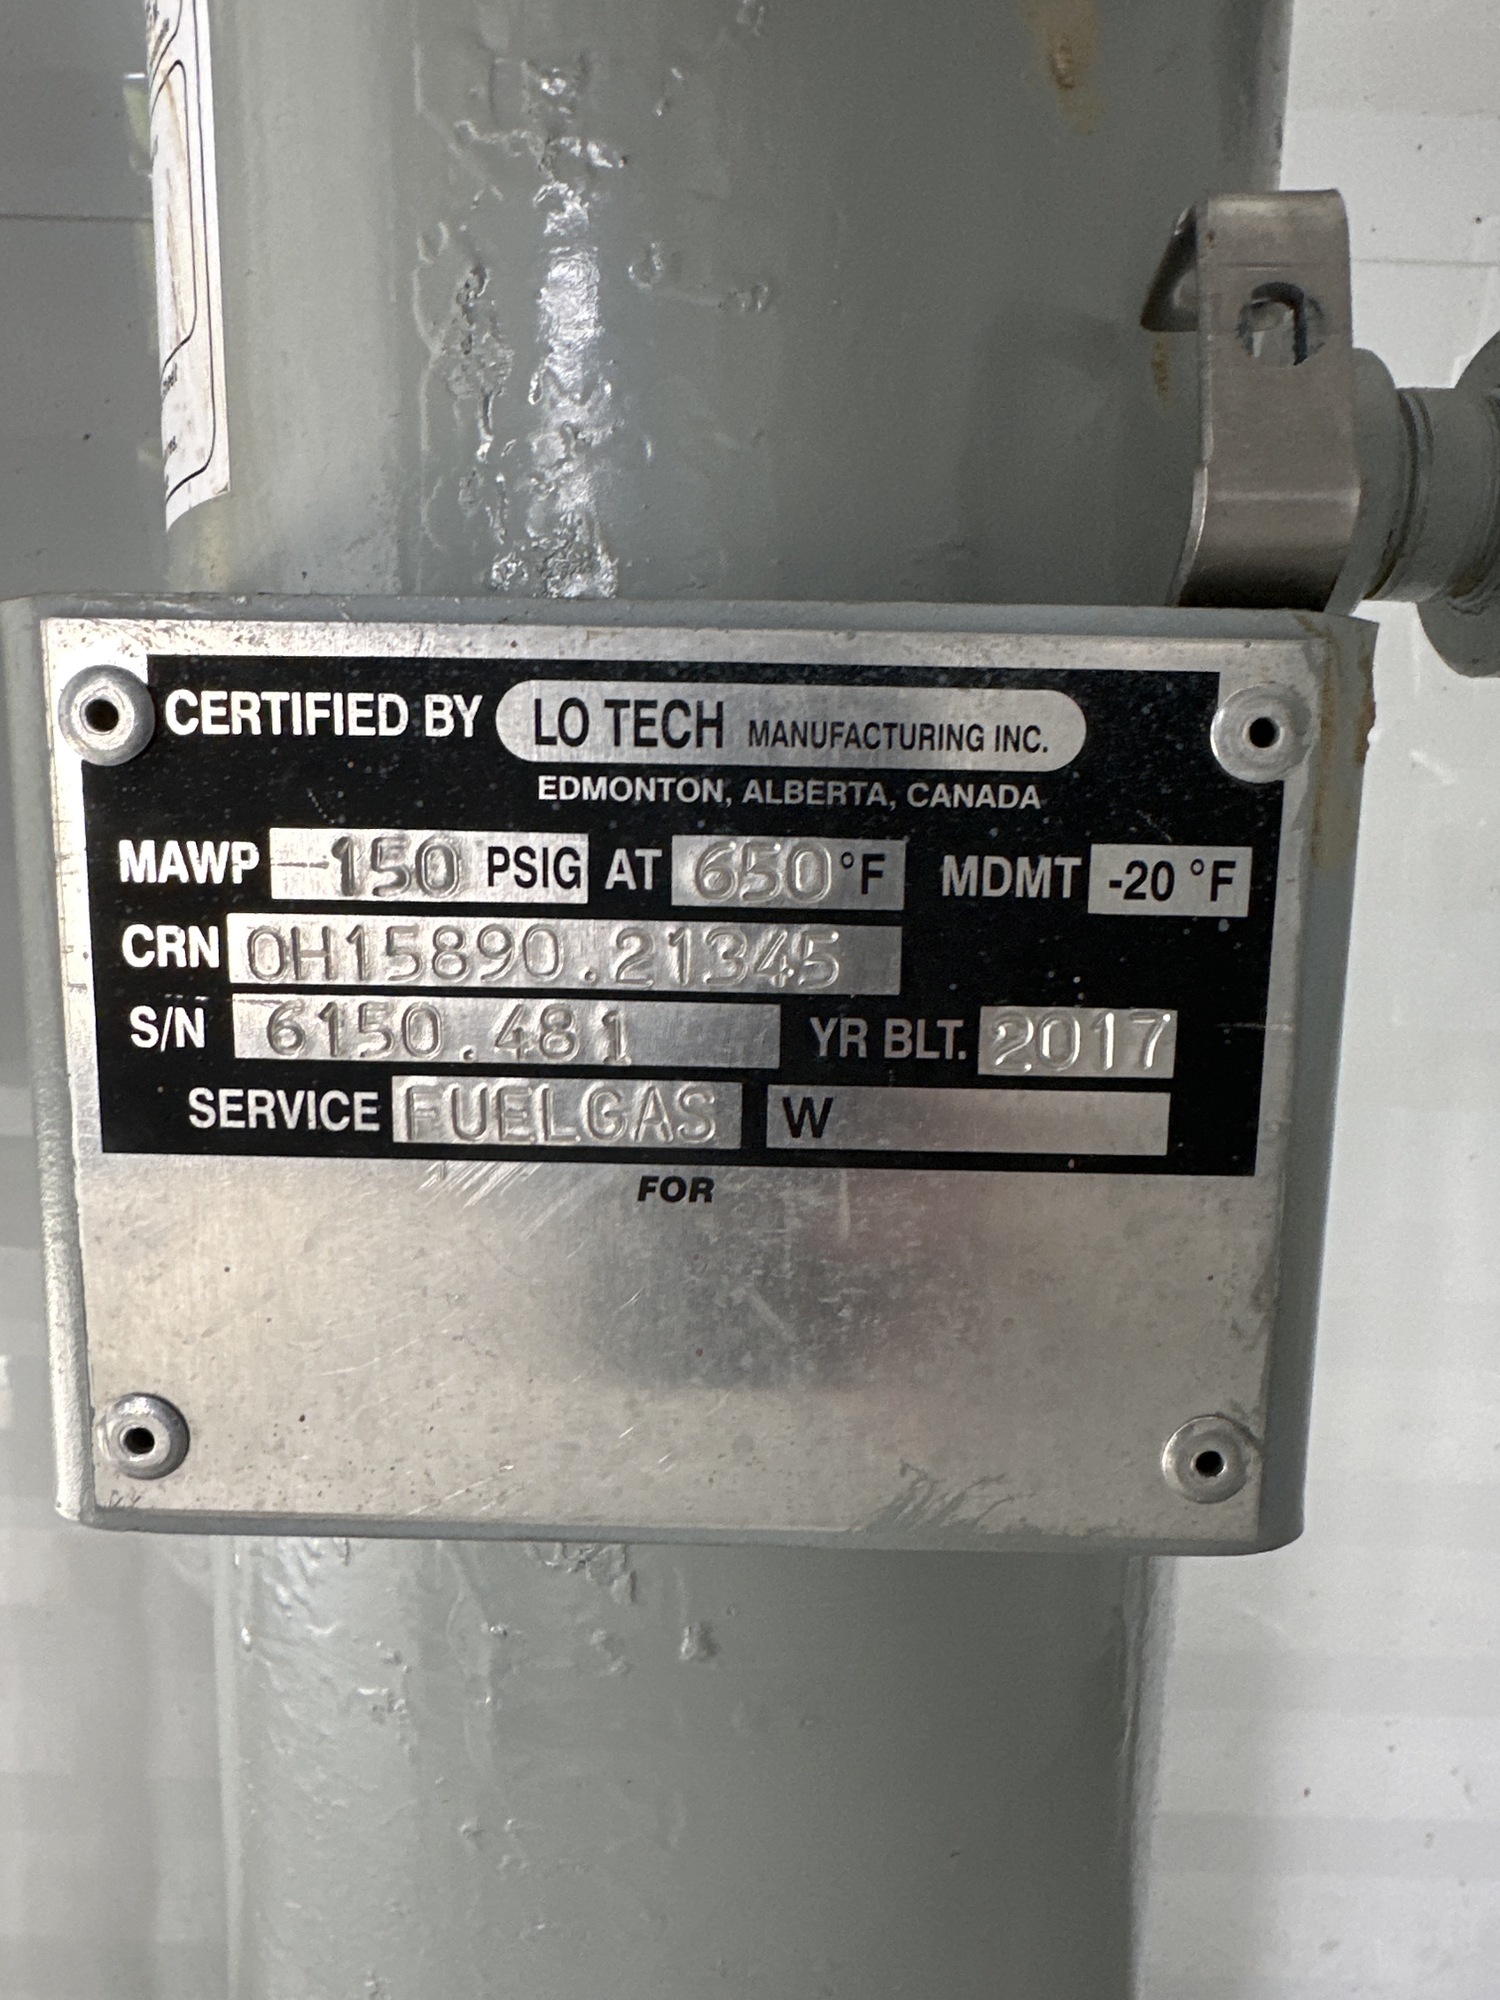 CERTIFIED BY LO TECH MANUFACTURING INC.
EDMONTON, ALBERTA, CANADA
MAWP 150 PSIG AT 650 °F MDMT -20 °F
CRN 0H15890.21345
S/N 6150.481 YR BLT. 2017
SERVICE FUELGAS W
FOR